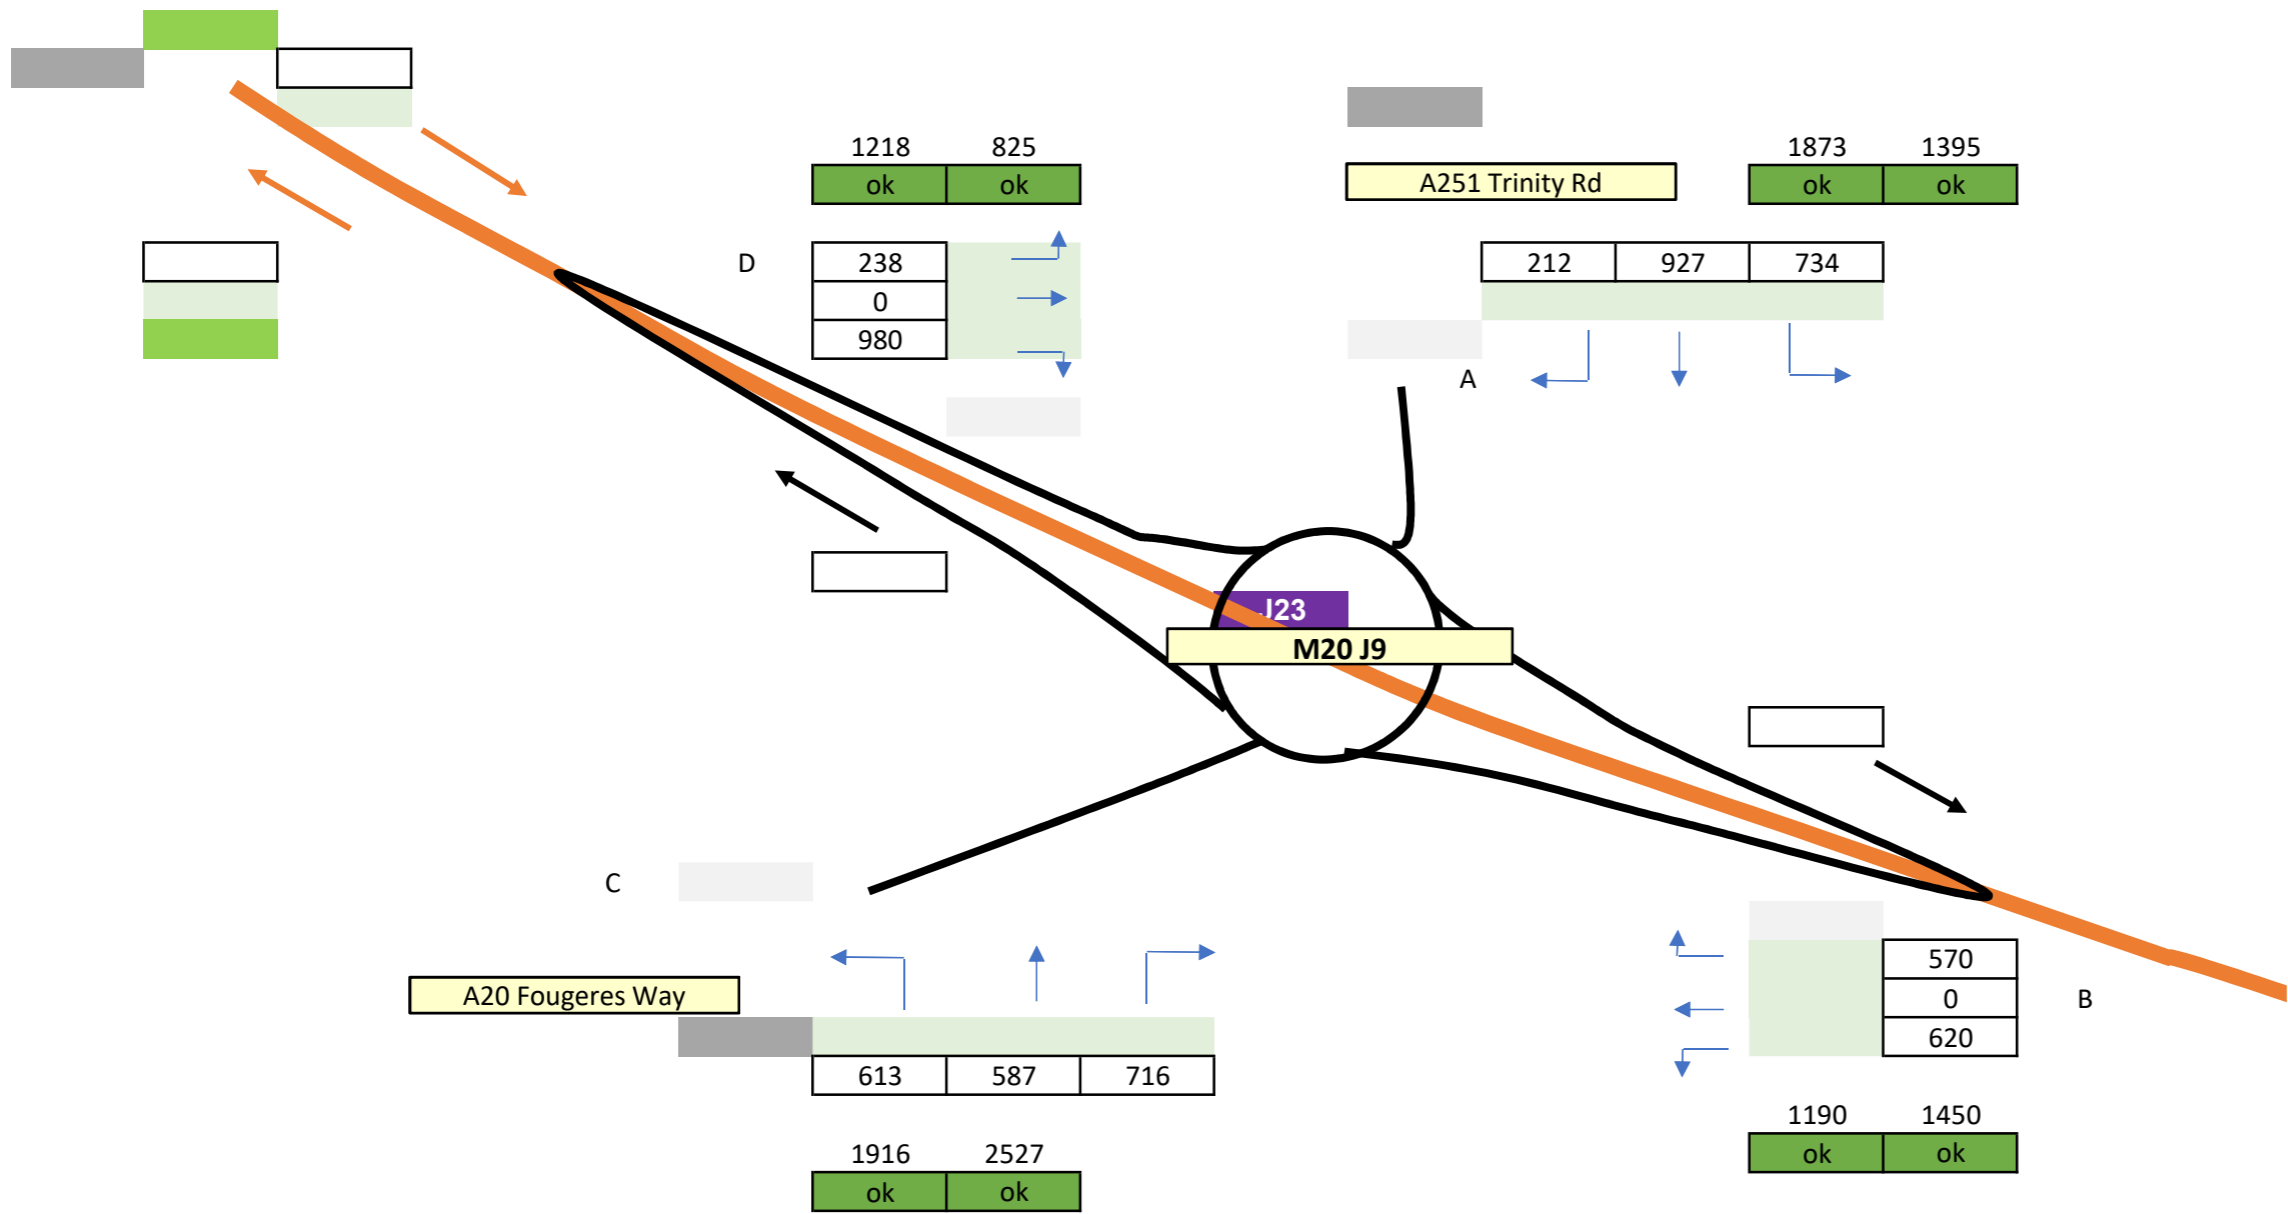 1218 825
ok ok
1873 1395
A251 Trinity Rd
ok ok
D
238
0
980
212 927 734
A
J23
M20 J9
C
A20 Fougeres Way
613 587 716
570
0
620
B
1190 1450
ok ok
1916 2527
ok ok